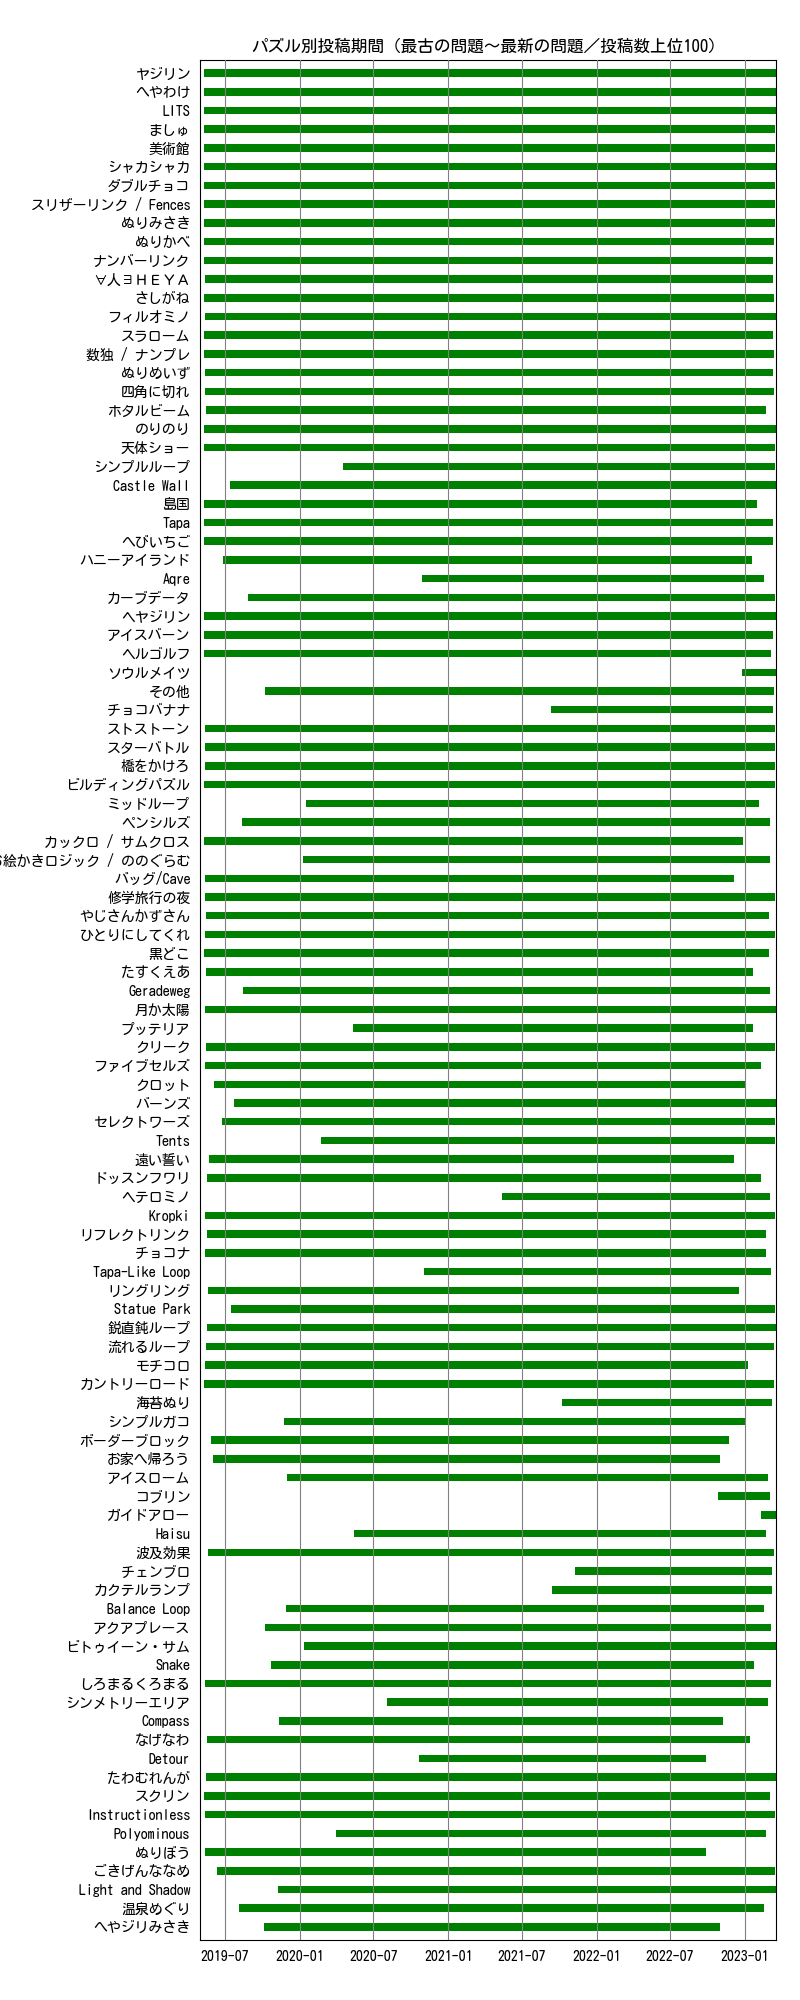 パズル別投稿期間（最古の問題～最新の問題／投稿数上位100）
ヤジリン
へやわけ
LITS
ましゅ
美術館
シャカシャカ
ダブルチョコ
スリザーリンク / Fences
ぬりみさき
ぬりかべ
ナンバーリンク
∀人∃ＨＥＹＡ
さしがね
フィルオミノ
スラローム
数独 / ナンプレ
ぬりめいず
四角に切れ
ホタルビーム
のりのり
天体ショー
シンプルループ
Castle Wall
島国
Tapa
へびいちご
ハニーアイランド
Aqre
カーブデータ
ヘヤジリン
アイスバーン
ヘルゴルフ
ソウルメイツ
その他
チョコバナナ
ストストーン
スターバトル
橋をかけろ
ビルディングパズル
ミッドループ
ペンシルズ
カックロ / サムクロス
絵かきロジック / ののぐらむ
バッグ/Cave
修学旅行の夜
やじさんかずさん
ひとりにしてくれ
黒どこ
たすくえあ
Geradeweg
月か太陽
プッテリア
クリーク
ファイブセルズ
クロット
バーンズ
セレクトワーズ
Tents
遠い誓い
ドッスンフワリ
ヘテロミノ
Kropki
リフレクトリンク
チョコナ
Tapa-Like Loop
リングリング
Statue Park
鋭直鈍ループ
流れるループ
モチコロ
カントリーロード
海苔ぬり
シンプルガコ
ボーダーブロック
お家へ帰ろう
アイスローム
コブリン
ガイドアロー
Haisu
波及効果
チェンブロ
カクテルランプ
Balance Loop
アクアプレース
ビトゥイーン・サム
Snake
しろまるくろまる
シンメトリーエリア
Compass
なげなわ
Detour
たわむれんが
スクリン
Instructionless
Polyominous
ぬりぼう
ごきげんななめ
Light and Shadow
温泉めぐり
へやジリみさき
2019-07 2020-01 2020-07 2021-01 2021-07 2022-01 2022-07 2023-01